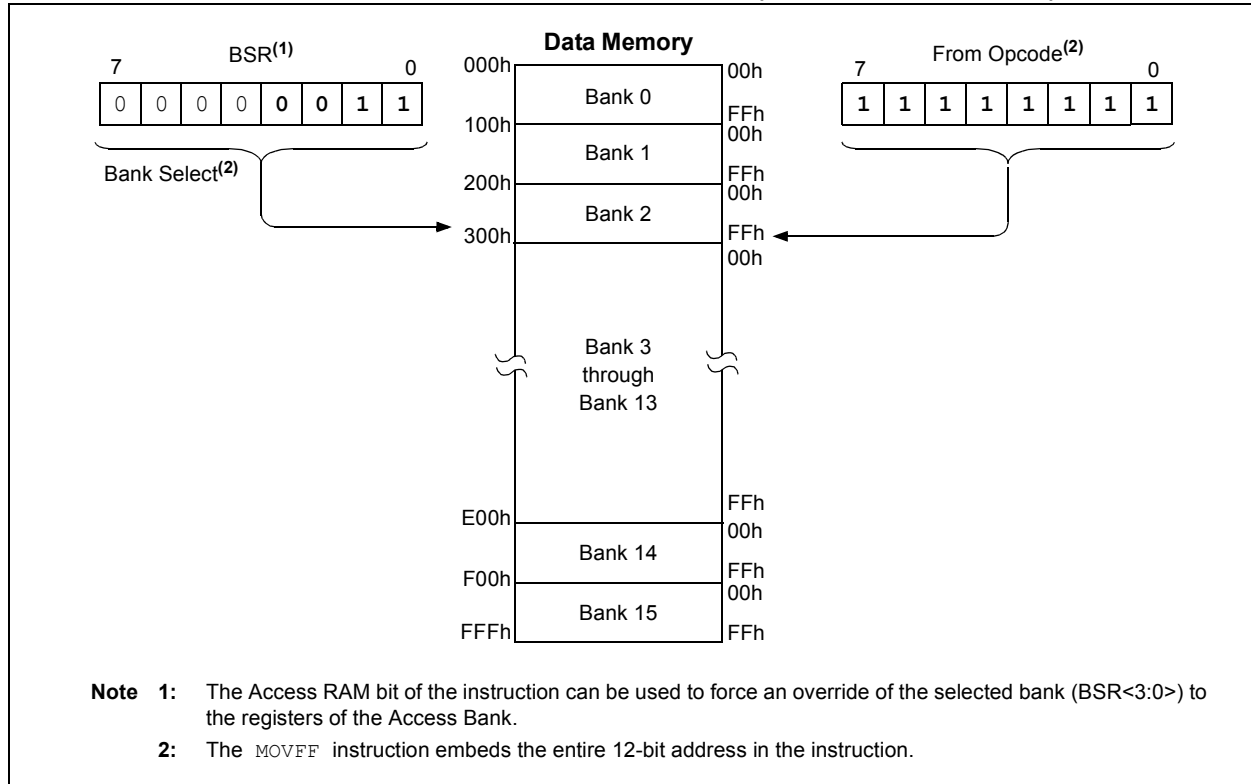 Data Memory
BSR(1)
7 0
0 0 0 0 0 0 1 1
Bank Select(2)
From Opcode(2)
7 0
1 1 1 1 1 1 1 1
000h
00h
Bank 0
FFh
100h
00h
Bank 1
FFh
200h
00h
Bank 2
FFh
300h
00h
Bank 3
through
Bank 13
FFh
E00h
00h
Bank 14
FFh
F00h
00h
Bank 15
FFFh
FFh
Note 1: The Access RAM bit of the instruction can be used to force an override of the selected bank (BSR<3:0>) to
the registers of the Access Bank.
2: The MOVFF instruction embeds the entire 12-bit address in the instruction.